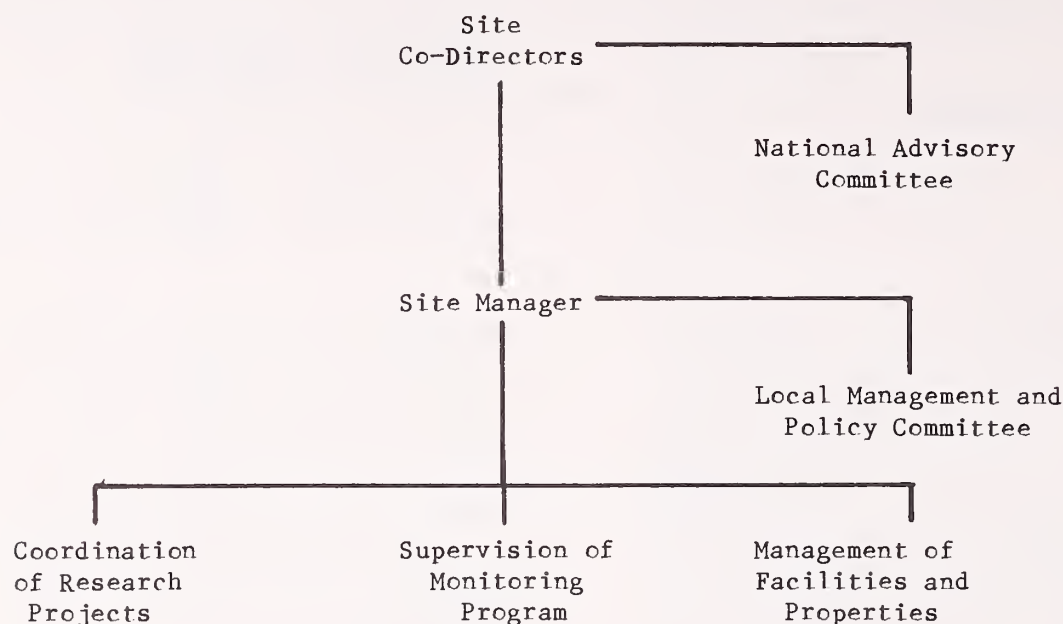 Site
Co-Directors
National Advisory
Committee
Site Manager
Local Management and
Policy Committee
Coordination
of Research
Projects
Supervision of
Monitoring
Program
Management of
Facilities and
Properties